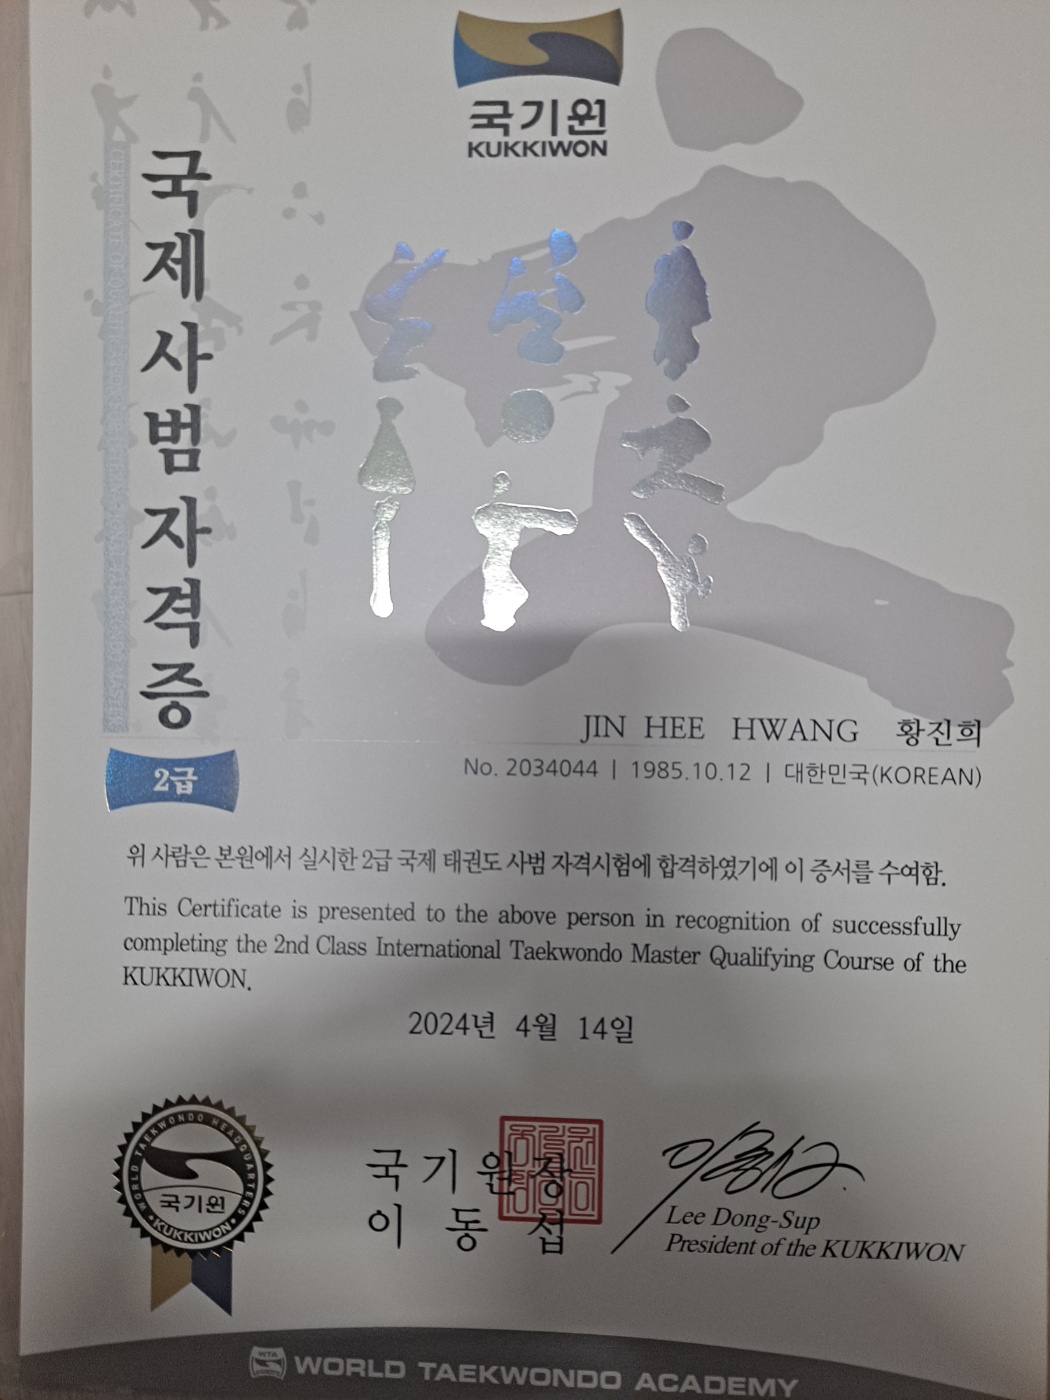 국기원
KUKKIWON
국제사범자격증
2급
JIN HEE HWANG 황진희
No. 2034044 | 1985.10.12 | 대한민국(KOREAN)
위 사람은 본원에서 실시한 2급 국제 태권도 사범 자격시험에 합격하였기에 이 증서를 수여함.
This Certificate is presented to the above person in recognition of successfully
completing the 2nd Class International Taekwondo Master Qualifying Course of the
KUKKIWON.
2024년 4월 14일
WORLD TAEKWONDO HEADQUARTERS
국기원
KUKKIWON
국기원장
이동섭
Lee Dong-Sup
President of the KUKKIWON
WTA
WORLD TAEKWONDO ACADEMY